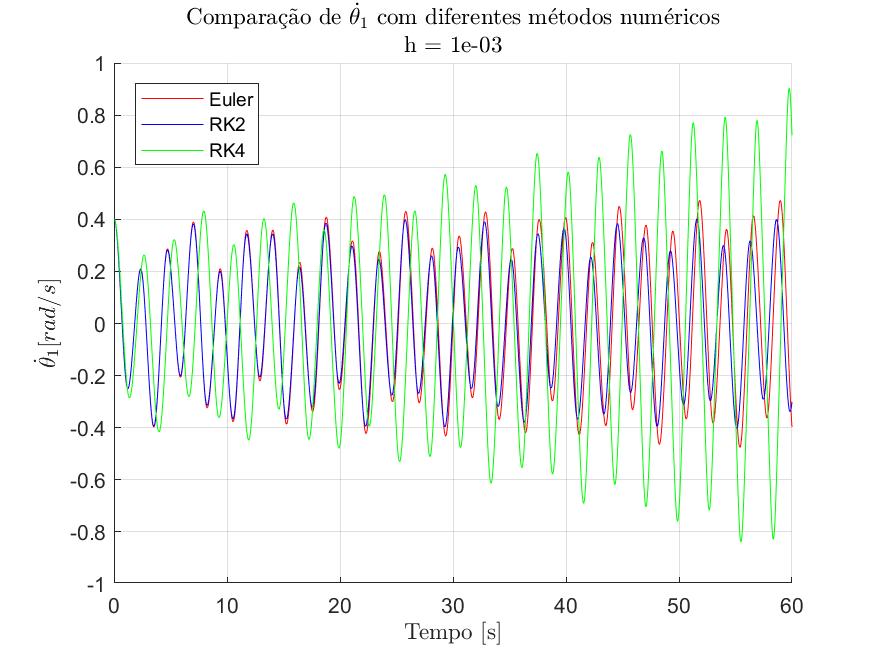 Comparação de θ̇₁ com diferentes métodos numéricos
h = 1e-03
1
0.8
0.6
0.4
0.2
0
-0.2
-0.4
-0.6
-0.8
-1
θ̇₁[rad/s]
Euler
RK2
RK4
0 10 20 30 40 50 60
Tempo [s]